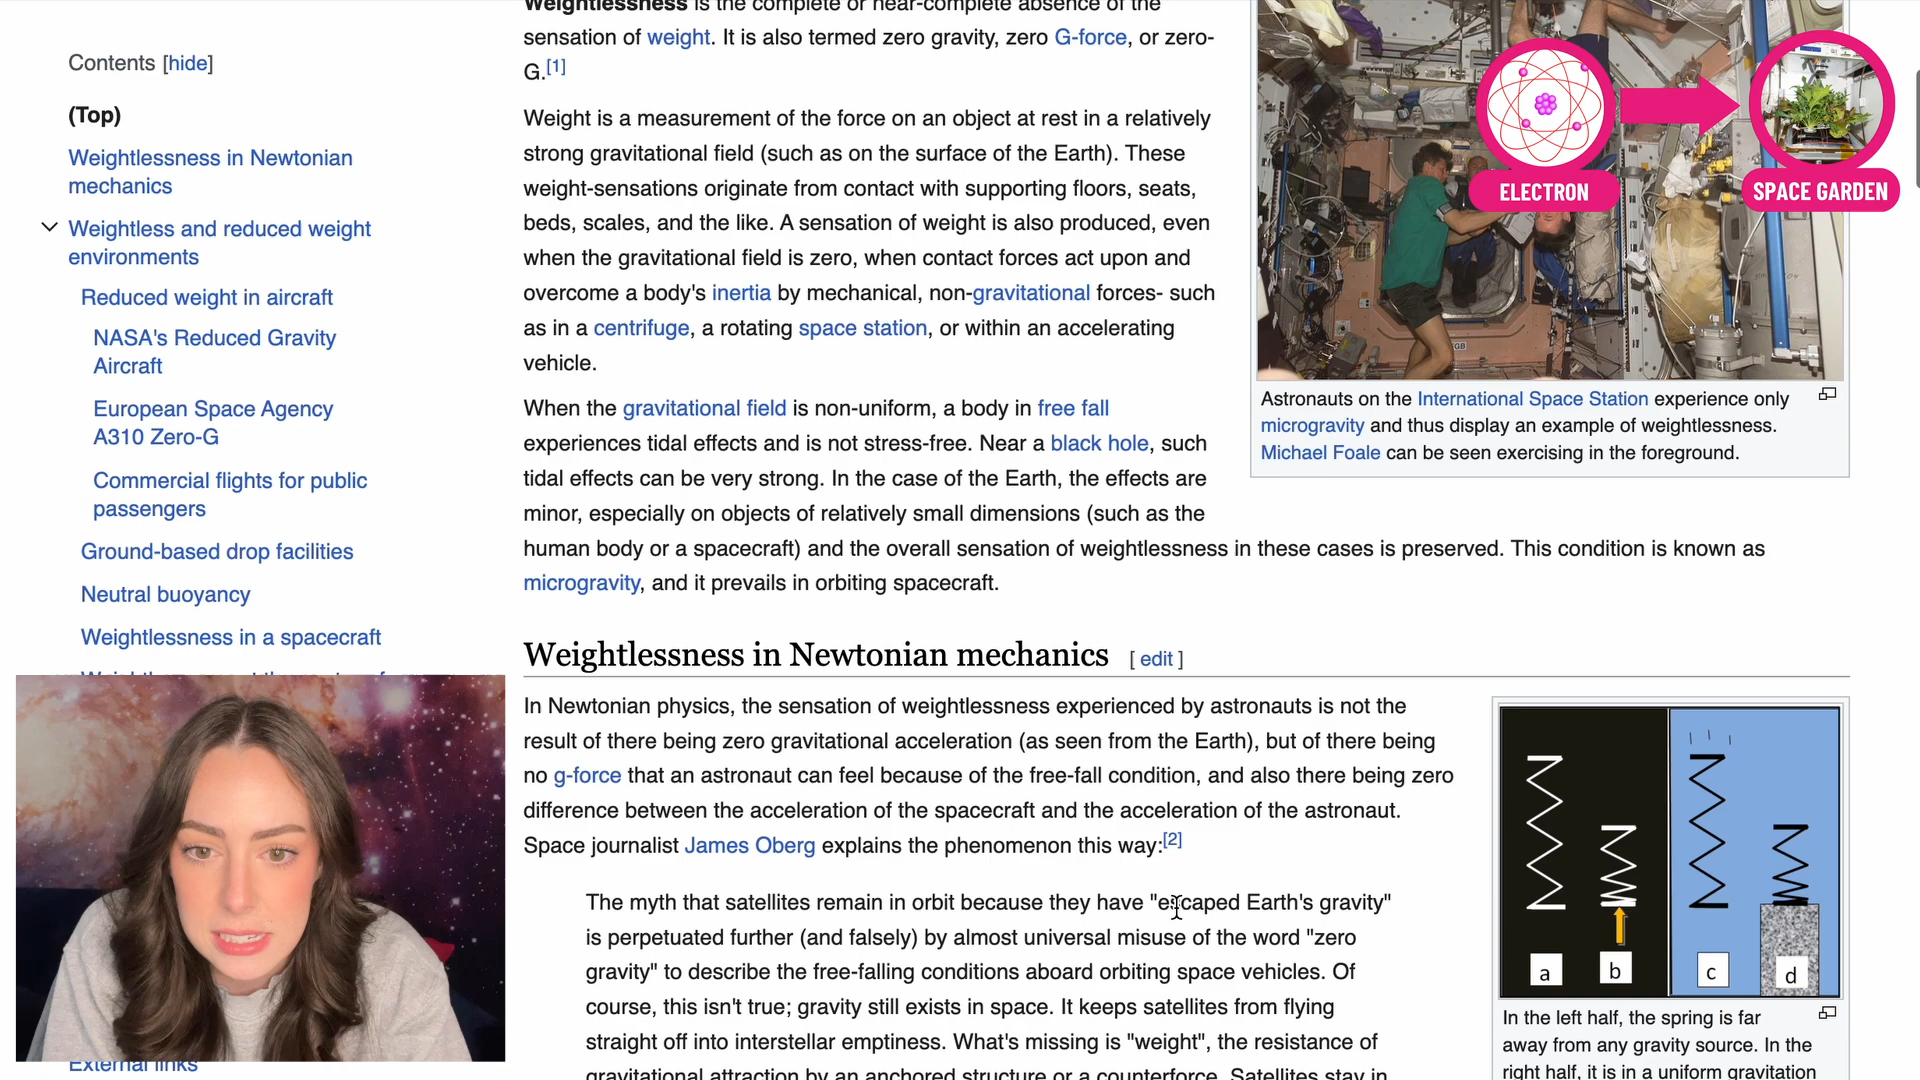 Contents [hide]
(Top)
Weightlessness in Newtonian
mechanics
Weightless and reduced weight
environments
Reduced weight in aircraft
NASA's Reduced Gravity
Aircraft
European Space Agency
A310 Zero-G
Commercial flights for public
passengers
Ground-based drop facilities
Neutral buoyancy
Weightlessness in a spacecraft
External links
Weightlessness is the complete or near-complete absence of the
sensation of weight. It is also termed zero gravity, zero G-force, or zero-
G.[1]
Weight is a measurement of the force on an object at rest in a relatively
strong gravitational field (such as on the surface of the Earth). These
weight-sensations originate from contact with supporting floors, seats,
beds, scales, and the like. A sensation of weight is also produced, even
when the gravitational field is zero, when contact forces act upon and
overcome a body's inertia by mechanical, non-gravitational forces- such
as in a centrifuge, a rotating space station, or within an accelerating
vehicle.
When the gravitational field is non-uniform, a body in free fall
experiences tidal effects and is not stress-free. Near a black hole, such
tidal effects can be very strong. In the case of the Earth, the effects are
minor, especially on objects of relatively small dimensions (such as the
human body or a spacecraft) and the overall sensation of weightlessness in these cases is preserved. This condition is known as
microgravity, and it prevails in orbiting spacecraft.
ELECTRON
SPACE GARDEN
Astronauts on the International Space Station experience only
microgravity and thus display an example of weightlessness.
Michael Foale can be seen exercising in the foreground.
Weightlessness in Newtonian mechanics [ edit ]
In Newtonian physics, the sensation of weightlessness experienced by astronauts is not the
result of there being zero gravitational acceleration (as seen from the Earth), but of there being
no g-force that an astronaut can feel because of the free-fall condition, and also there being zero
difference between the acceleration of the spacecraft and the acceleration of the astronaut.
Space journalist James Oberg explains the phenomenon this way:[2]
The myth that satellites remain in orbit because they have "escaped Earth's gravity"
is perpetuated further (and falsely) by almost universal misuse of the word "zero
gravity" to describe the free-falling conditions aboard orbiting space vehicles. Of
course, this isn't true; gravity still exists in space. It keeps satellites from flying
straight off into interstellar emptiness. What's missing is "weight", the resistance of
gravitational attraction by an anchored structure or a counterforce. Satellites stay in
a
b
c
d
In the left half, the spring is far
away from any gravity source. In the
right half, it is in a uniform gravitation